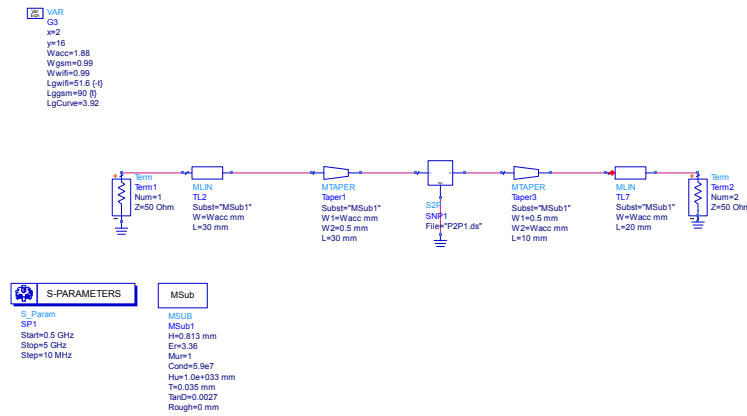 Var
Eqn
VAR
G3
x=2
y=16
Wacc=1.88
Wgsm=0.99
Wwifi=0.99
Lgwifi=51.6 {-t}
Lggsm=90 {t}
LgCurve=3.92
Term
Term1
Num=1
Z=50 Ohm
MLIN
TL2
Subst="MSub1"
W=Wacc mm
L=30 mm
MTAPER
Taper1
Subst="MSub1"
W1=Wacc mm
W2=0.5 mm
L=30 mm
S2P
SNP1
File="P2P1.ds"
MTAPER
Taper3
Subst="MSub1"
W1=0.5 mm
W2=Wacc mm
L=10 mm
MLIN
TL7
Subst="MSub1"
W=Wacc mm
L=20 mm
Term
Term2
Num=2
Z=50 Ohm
S-PARAMETERS
S_Param
SP1
Start=0.5 GHz
Stop=5 GHz
Step=10 MHz
MSub
MSUB
MSub1
H=0.813 mm
Er=3.36
Mur=1
Cond=5.9e7
Hu=1.0e+033 mm
T=0.035 mm
TanD=0.0027
Rough=0 mm